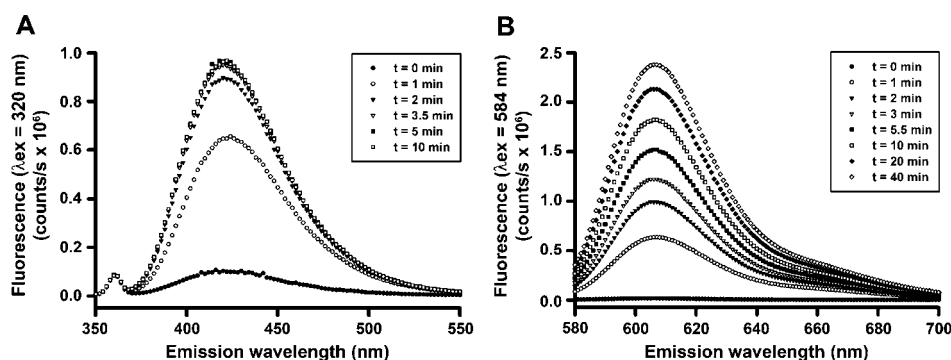 A
Fluorescence (λex = 320 nm)
(counts/s x 10⁶)
1.0
0.8
0.6
0.4
0.2
0.0
350
400
450
500
550
Emission wavelength (nm)
t = 0 min
t = 1 min
t = 2 min
t = 3.5 min
t = 5 min
t = 10 min
B
Fluorescence (λex = 584 nm)
(counts/s x 10⁶)
2.5
2.0
1.5
1.0
0.5
0.0
580
600
620
640
660
680
700
Emission wavelength (nm)
t = 0 min
t = 1 min
t = 2 min
t = 3 min
t = 5.5 min
t = 10 min
t = 20 min
t = 40 min